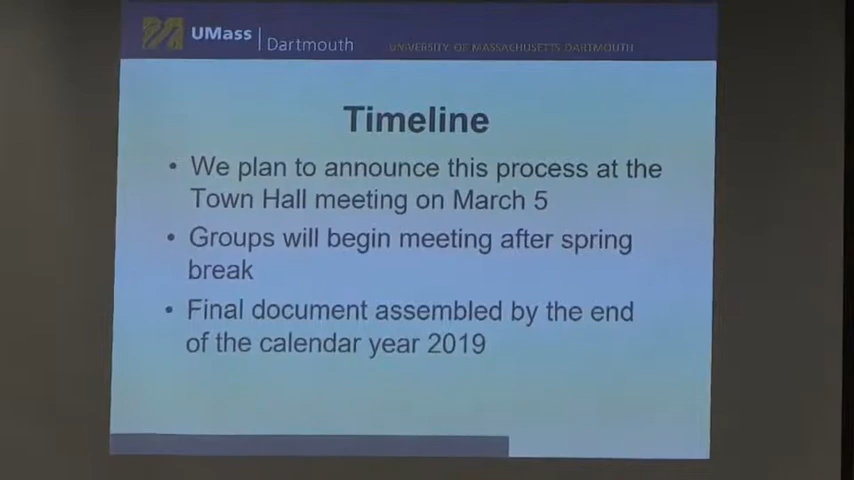 UMass
Dartmouth
UNIVERSITY OF MASSACHUSETTS DARTMOUTH
Timeline
• We plan to announce this process at the
Town Hall meeting on March 5
• Groups will begin meeting after spring
break
• Final document assembled by the end
of the calendar year 2019